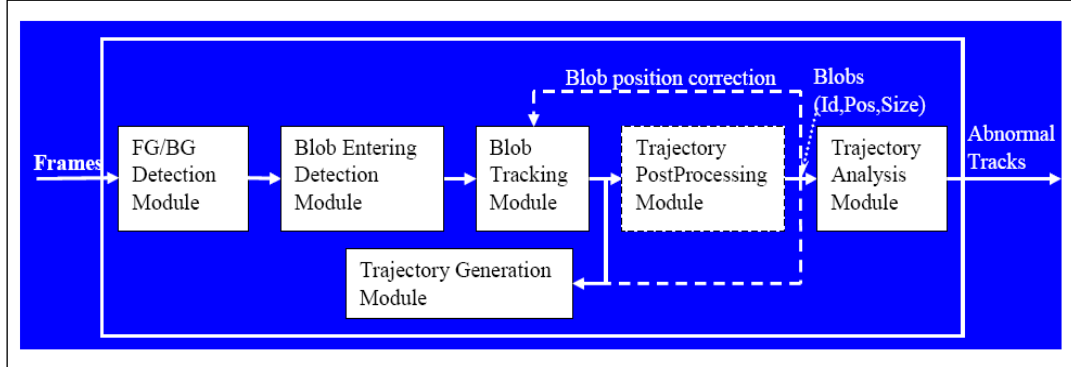 Blob position correction
Blobs
(Id,Pos,Size)
Frames
FG/BG
Detection
Module
Blob Entering
Detection
Module
Blob
Tracking
Module
Trajectory
PostProcessing
Module
Trajectory
Analysis
Module
Abnormal
Tracks
Trajectory Generation
Module